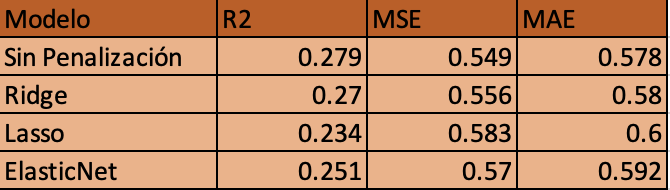 Modelo R2 MSE MAE
Sin Penalización 0.279 0.549 0.578
Ridge 0.27 0.556 0.58
Lasso 0.234 0.583 0.6
ElasticNet 0.251 0.57 0.592